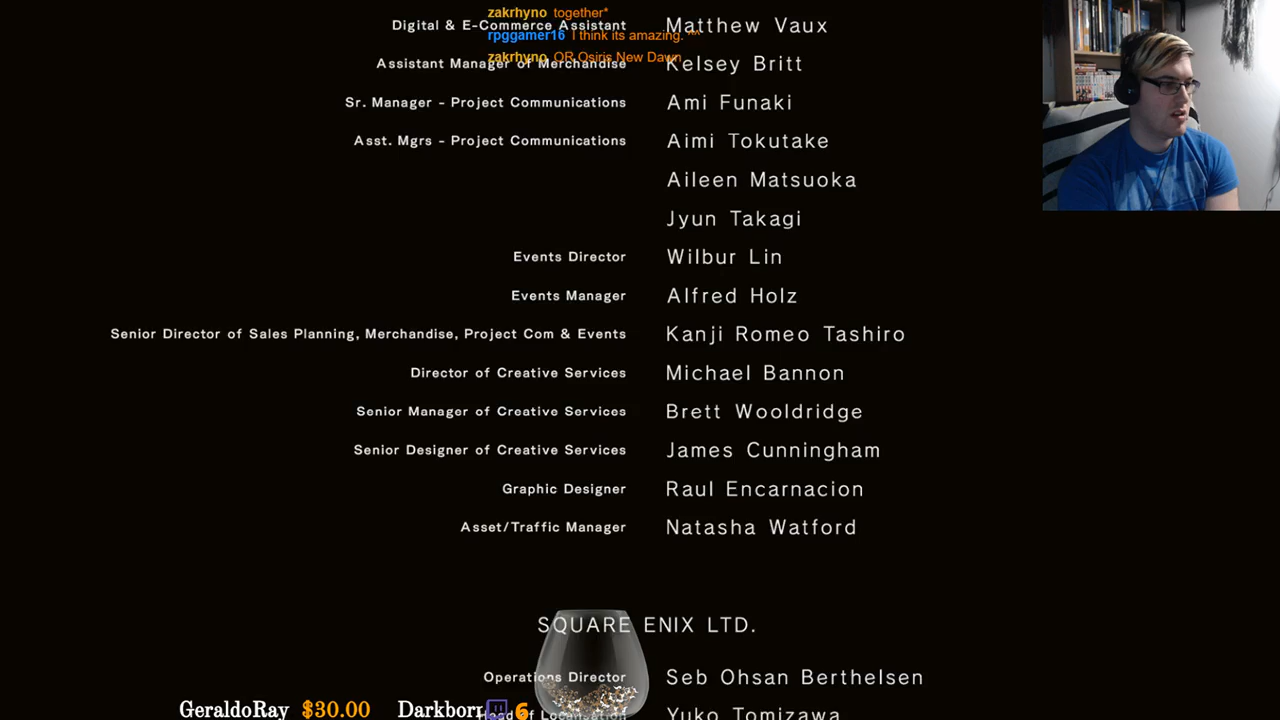 zakrhyno together*
Digital & E-Commerce Assistant Matthew Vaux
rpggamer16 I think its amazing. ^^
zakrhyno OR Osiris New Dawn
Assistant Manager of Merchandise Kelsey Britt
Sr. Manager - Project Communications Ami Funaki
Asst. Mgrs - Project Communications Aimi Tokutake
Aileen Matsuoka
Jyun Takagi
Events Director Wilbur Lin
Events Manager Alfred Holz
Senior Director of Sales Planning, Merchandise, Project Com & Events Kanji Romeo Tashiro
Director of Creative Services Michael Bannon
Senior Manager of Creative Services Brett Wooldridge
Senior Designer of Creative Services James Cunningham
Graphic Designer Raul Encarnacion
Asset/Traffic Manager Natasha Watford
SQUARE ENIX LTD.
Operations Director Seb Ohsan Berthelsen
Head of Localisation Yuko Tomizawa
GeraldoRay $30.00 Darkborn 6